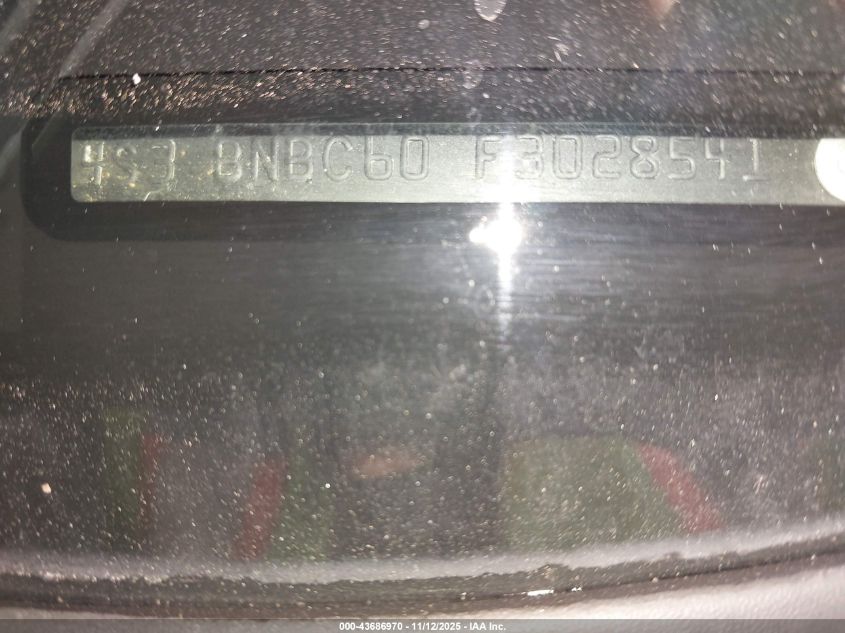 4S3 BNBC60 F3028541
000-43686970 - 11/12/2025 - IAA Inc.